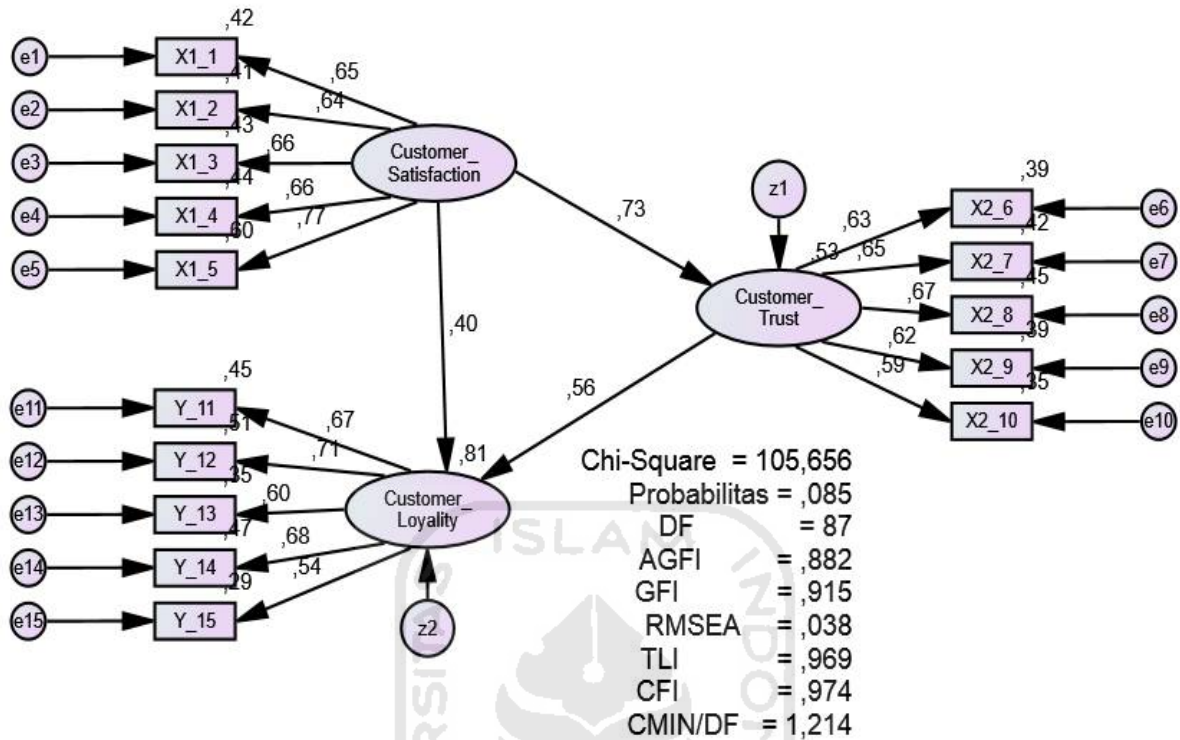 ,42
e1 X1_1 ,65
,41
e2 X1_2 ,64
,43
e3 X1_3 ,66
,44
e4 X1_4 ,66
,60
e5 X1_5 ,77
Customer_
Satisfaction
,73
,40
z1
,53
Customer_
Trust
,39
,63 X2_6 e6
,42
,65 X2_7 e7
,45
,67 X2_8 e8
,39
,62 X2_9 e9
,35
,59 X2_10 e10
,56
,45
e11 Y_11 ,67
,51
e12 Y_12 ,71
,35
e13 Y_13 ,60
,47
e14 Y_14 ,68
,29
e15 Y_15 ,54
,81
Customer_
Loyality
z2
Chi-Square = 105,656
Probabilitas = ,085
DF = 87
AGFI = ,882
GFI = ,915
RMSEA = ,038
TLI = ,969
CFI = ,974
CMIN/DF = 1,214
ISLAM